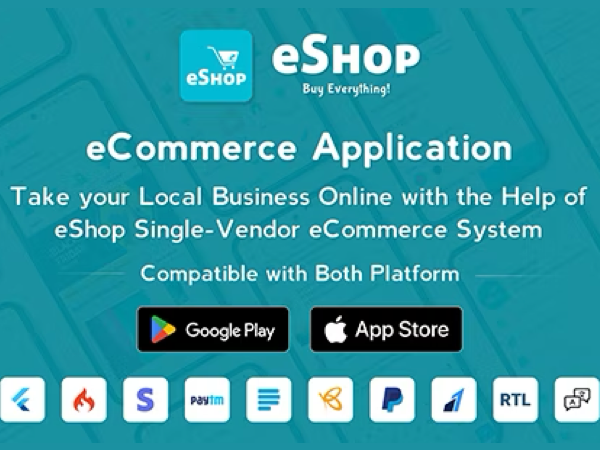 eSHOP
eSHOP
Buy Everything!
eCommerce Application
Take your Local Business Online with the Help of
eShop Single-Vendor eCommerce System
Compatible with Both Platform
Google Play
App Store
S
paytm
RTL
A